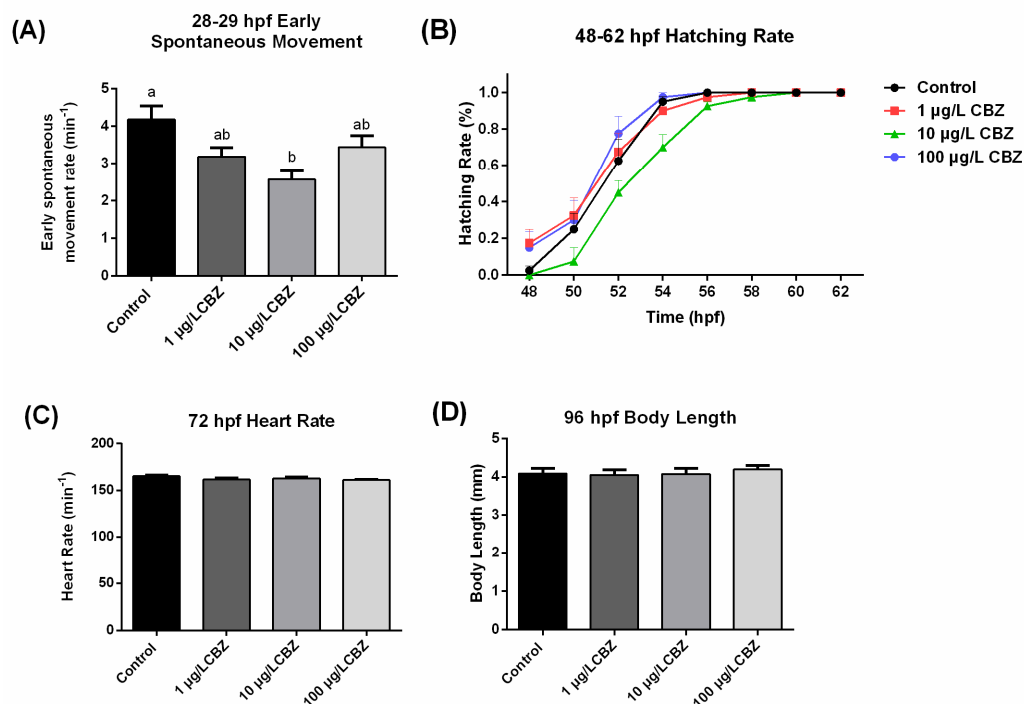 (A)
28-29 hpf Early
Spontaneous Movement
Early spontaneous
movement rate (min-1)
5
4
3
2
1
0
a
ab
b
ab
Control
1 µg/LCBZ
10 µg/LCBZ
100 µg/LCBZ
(B)
48-62 hpf Hatching Rate
Hatching Rate (%)
1.0
0.8
0.6
0.4
0.2
0.0
48 50 52 54 56 58 60 62
Time (hpf)
Control
1 µg/L CBZ
10 µg/L CBZ
100 µg/L CBZ
(C)
72 hpf Heart Rate
Heart Rate (min-1)
200
150
100
50
0
Control
1 µg/LCBZ
10 µg/LCBZ
100 µg/LCBZ
(D)
96 hpf Body Length
Body Length (mm)
5
4
3
2
1
0
Control
1 µg/LCBZ
10 µg/LCBZ
100 µg/LCBZ